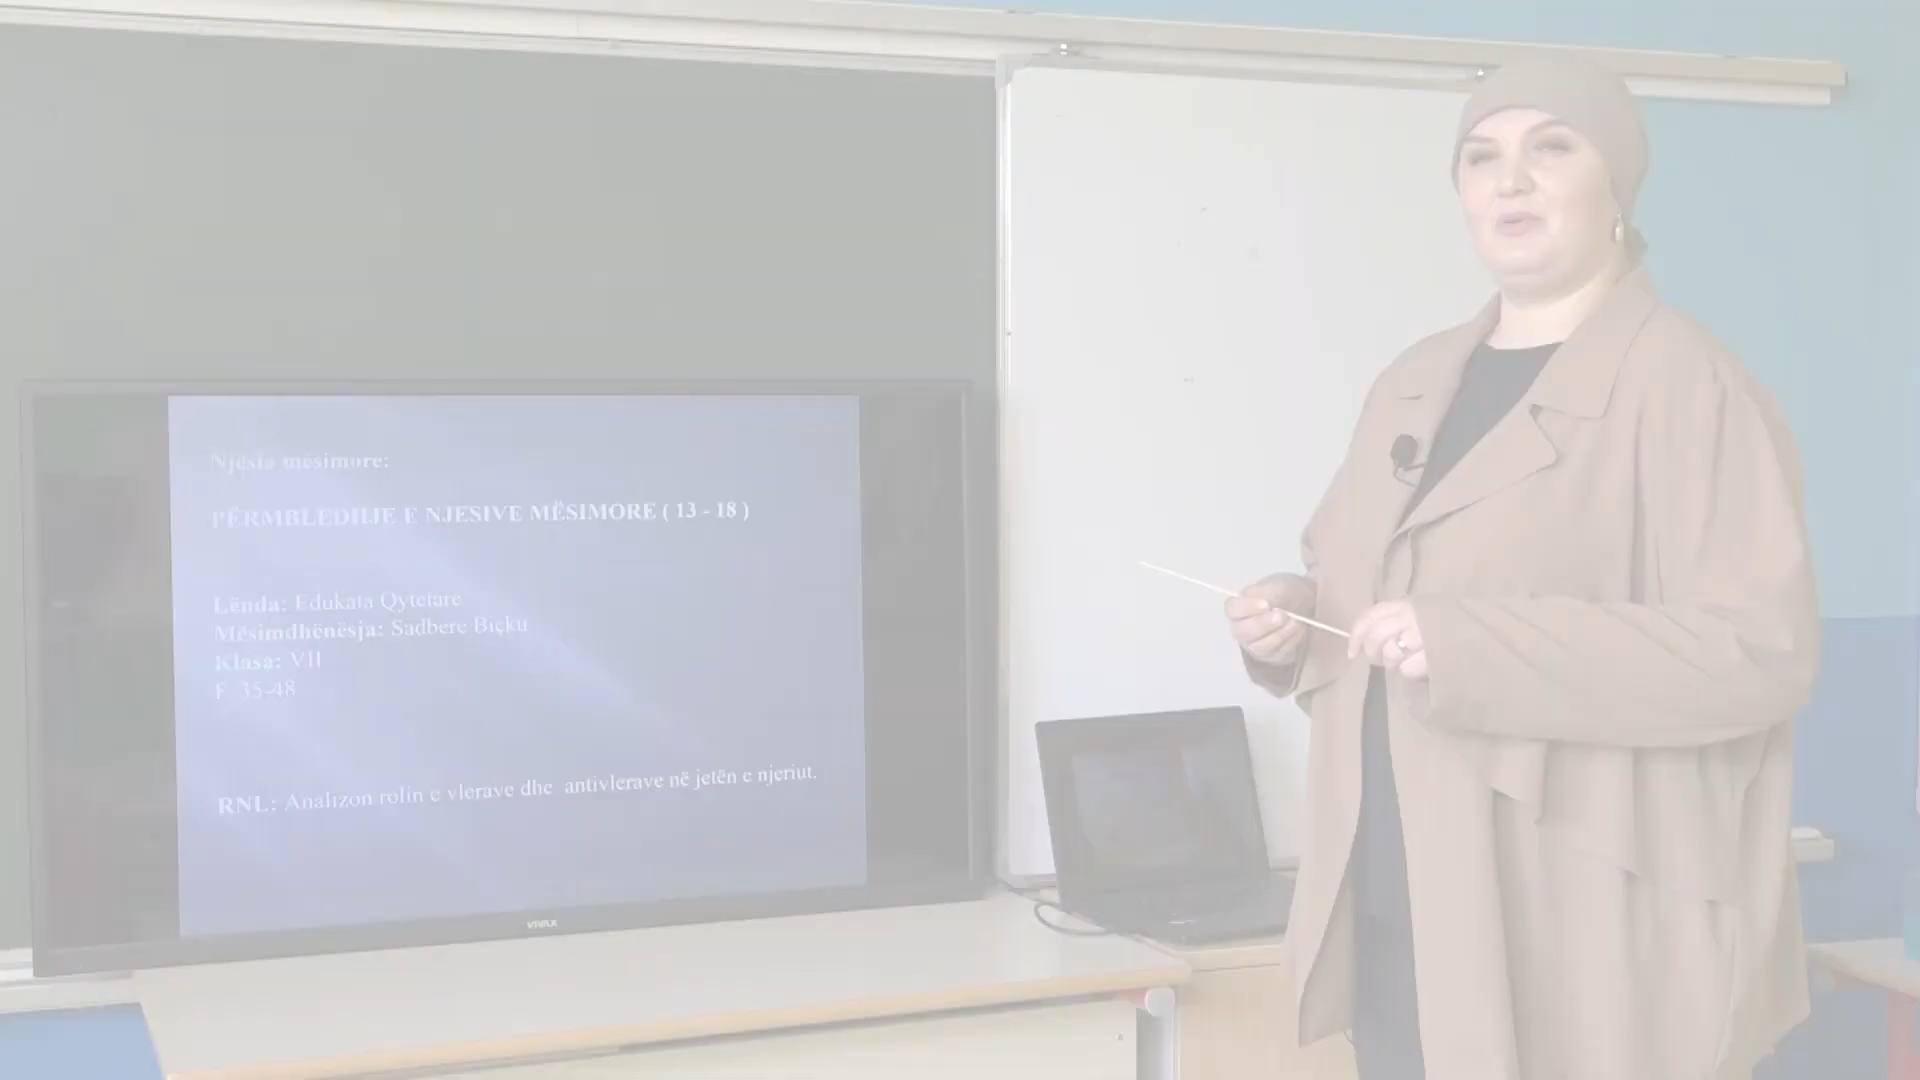 Njësia mësimore:
PËRMBLEDHJE E NJESIVE MËSIMORE ( 13 - 18 )
Lënda: Edukata Qytetare
Mësimdhënësja: Sadbere Biçku
Klasa: VII
F. 35-48
RNL: Analizon rolin e vlerave dhe antivlerave në jetën e njeriut.
VIVAX